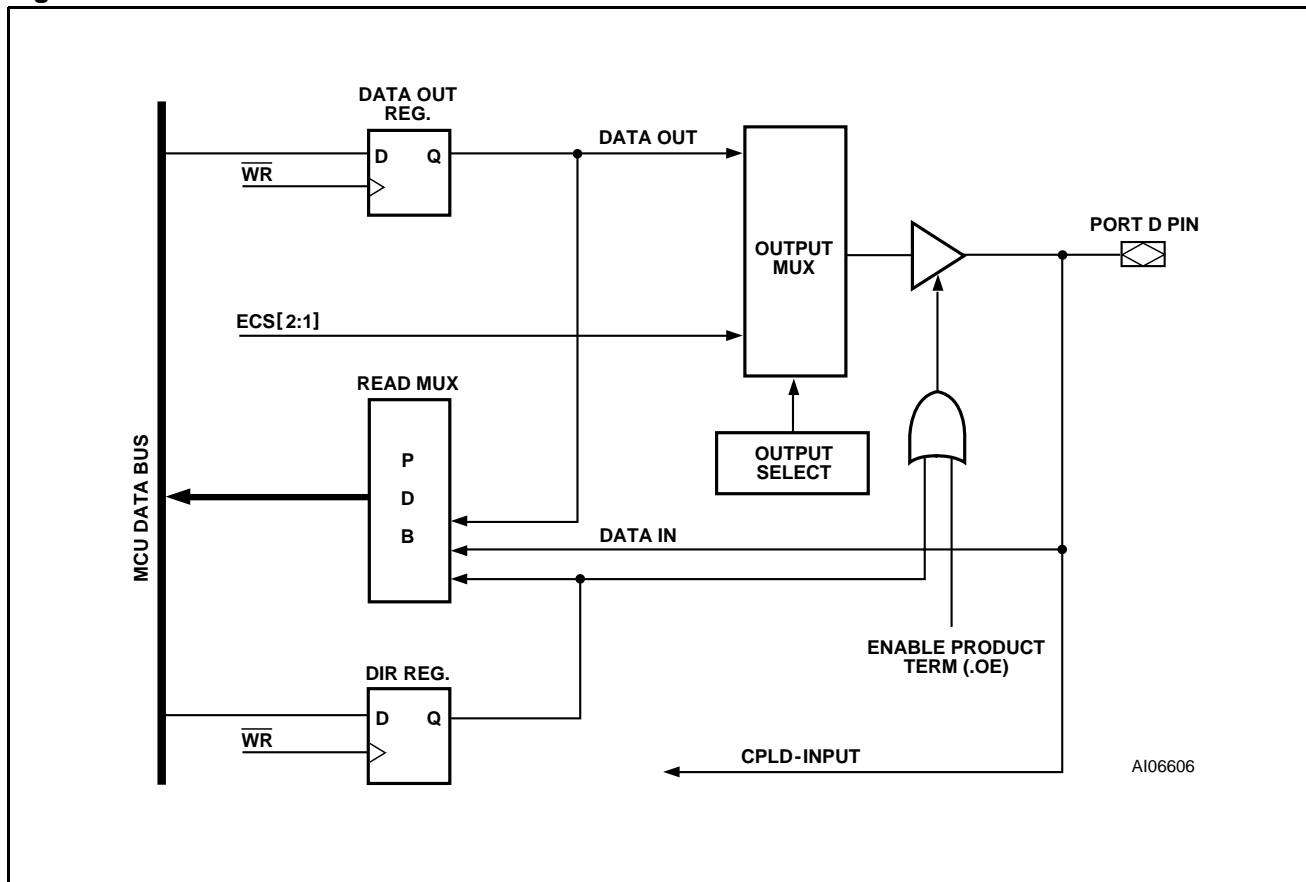 DATA OUT
REG.
D Q
WR
DATA OUT
OUTPUT
MUX
PORT D PIN
ECS[2:1]
READ MUX
P
D
B
OUTPUT
SELECT
MCU DATA BUS
DATA IN
ENABLE PRODUCT
TERM (.OE)
DIR REG.
D Q
WR
CPLD-INPUT
AI06606